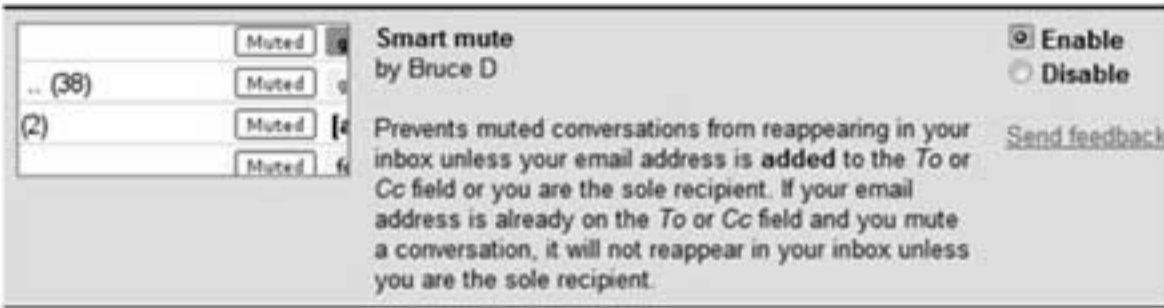 Muted
.. (38) Muted
(2) Muted
Muted
Smart mute
by Bruce D
Prevents muted conversations from reappearing in your
inbox unless your email address is added to the To or
Cc field or you are the sole recipient. If your email
address is already on the To or Cc field and you mute
a conversation, it will not reappear in your inbox unless
you are the sole recipient.
Enable
Disable
Send feedback